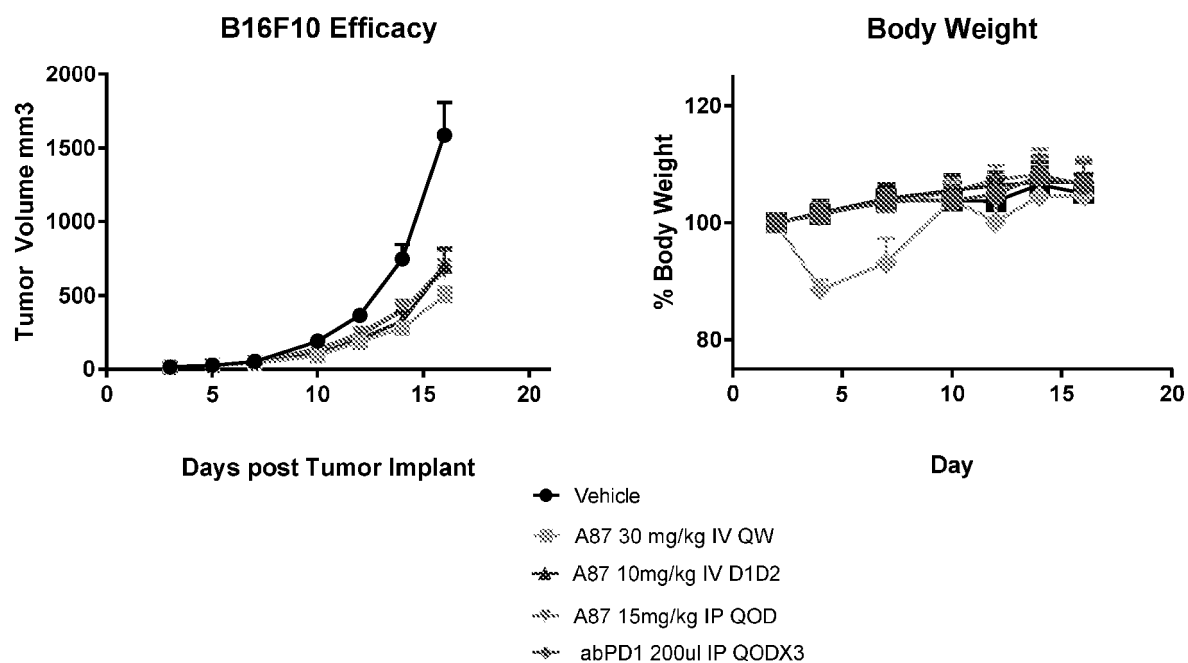 B16F10 Efficacy
Tumor Volume mm3
2000
1500
1000
500
0
0 5 10 15 20
Days post Tumor Implant
Body Weight
% Body Weight
120
100
80
0 5 10 15 20
Day
Vehicle
A87 30 mg/kg IV QW
A87 10mg/kg IV D1D2
A87 15mg/kg IP QOD
abPD1 200ul IP QODX3